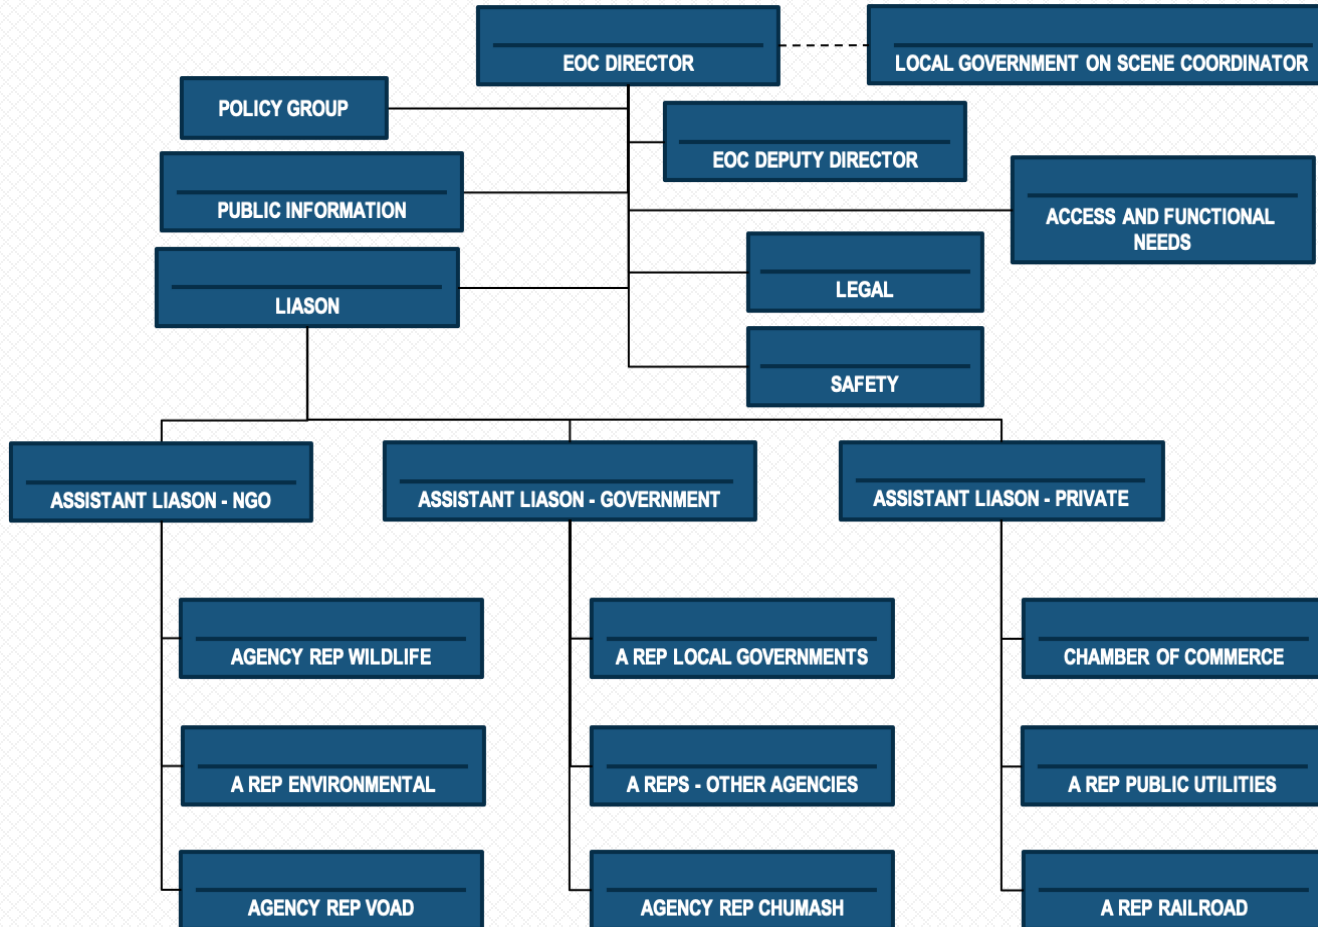 EOC DIRECTOR
LOCAL GOVERNMENT ON SCENE COORDINATOR
POLICY GROUP
EOC DEPUTY DIRECTOR
PUBLIC INFORMATION
ACCESS AND FUNCTIONAL
NEEDS
LEGAL
LIASON
SAFETY
ASSISTANT LIASON - NGO
ASSISTANT LIASON - GOVERNMENT
ASSISTANT LIASON - PRIVATE
AGENCY REP WILDLIFE
A REP LOCAL GOVERNMENTS
CHAMBER OF COMMERCE
A REP ENVIRONMENTAL
A REPS - OTHER AGENCIES
A REP PUBLIC UTILITIES
AGENCY REP VOAD
AGENCY REP CHUMASH
A REP RAILROAD